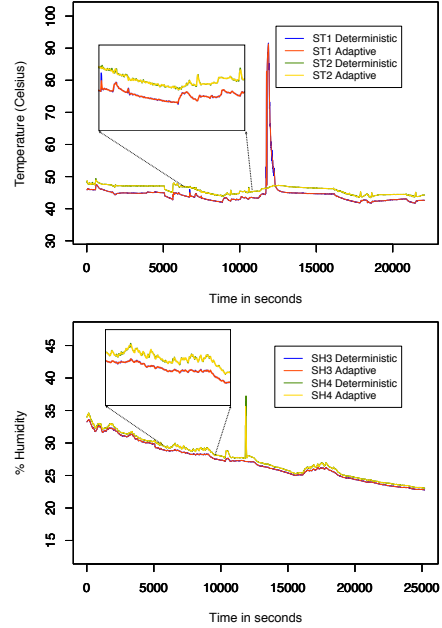 Temperature (Celsius)
100
90
80
70
60
50
40
30
ST1 Deterministic
ST1 Adaptive
ST2 Deterministic
ST2 Adaptive
0
5000
10000
15000
20000
Time in seconds
% Humidity
45
40
35
30
25
20
15
SH3 Deterministic
SH3 Adaptive
SH4 Deterministic
SH4 Adaptive
0
5000
10000
15000
20000
25000
Time in seconds